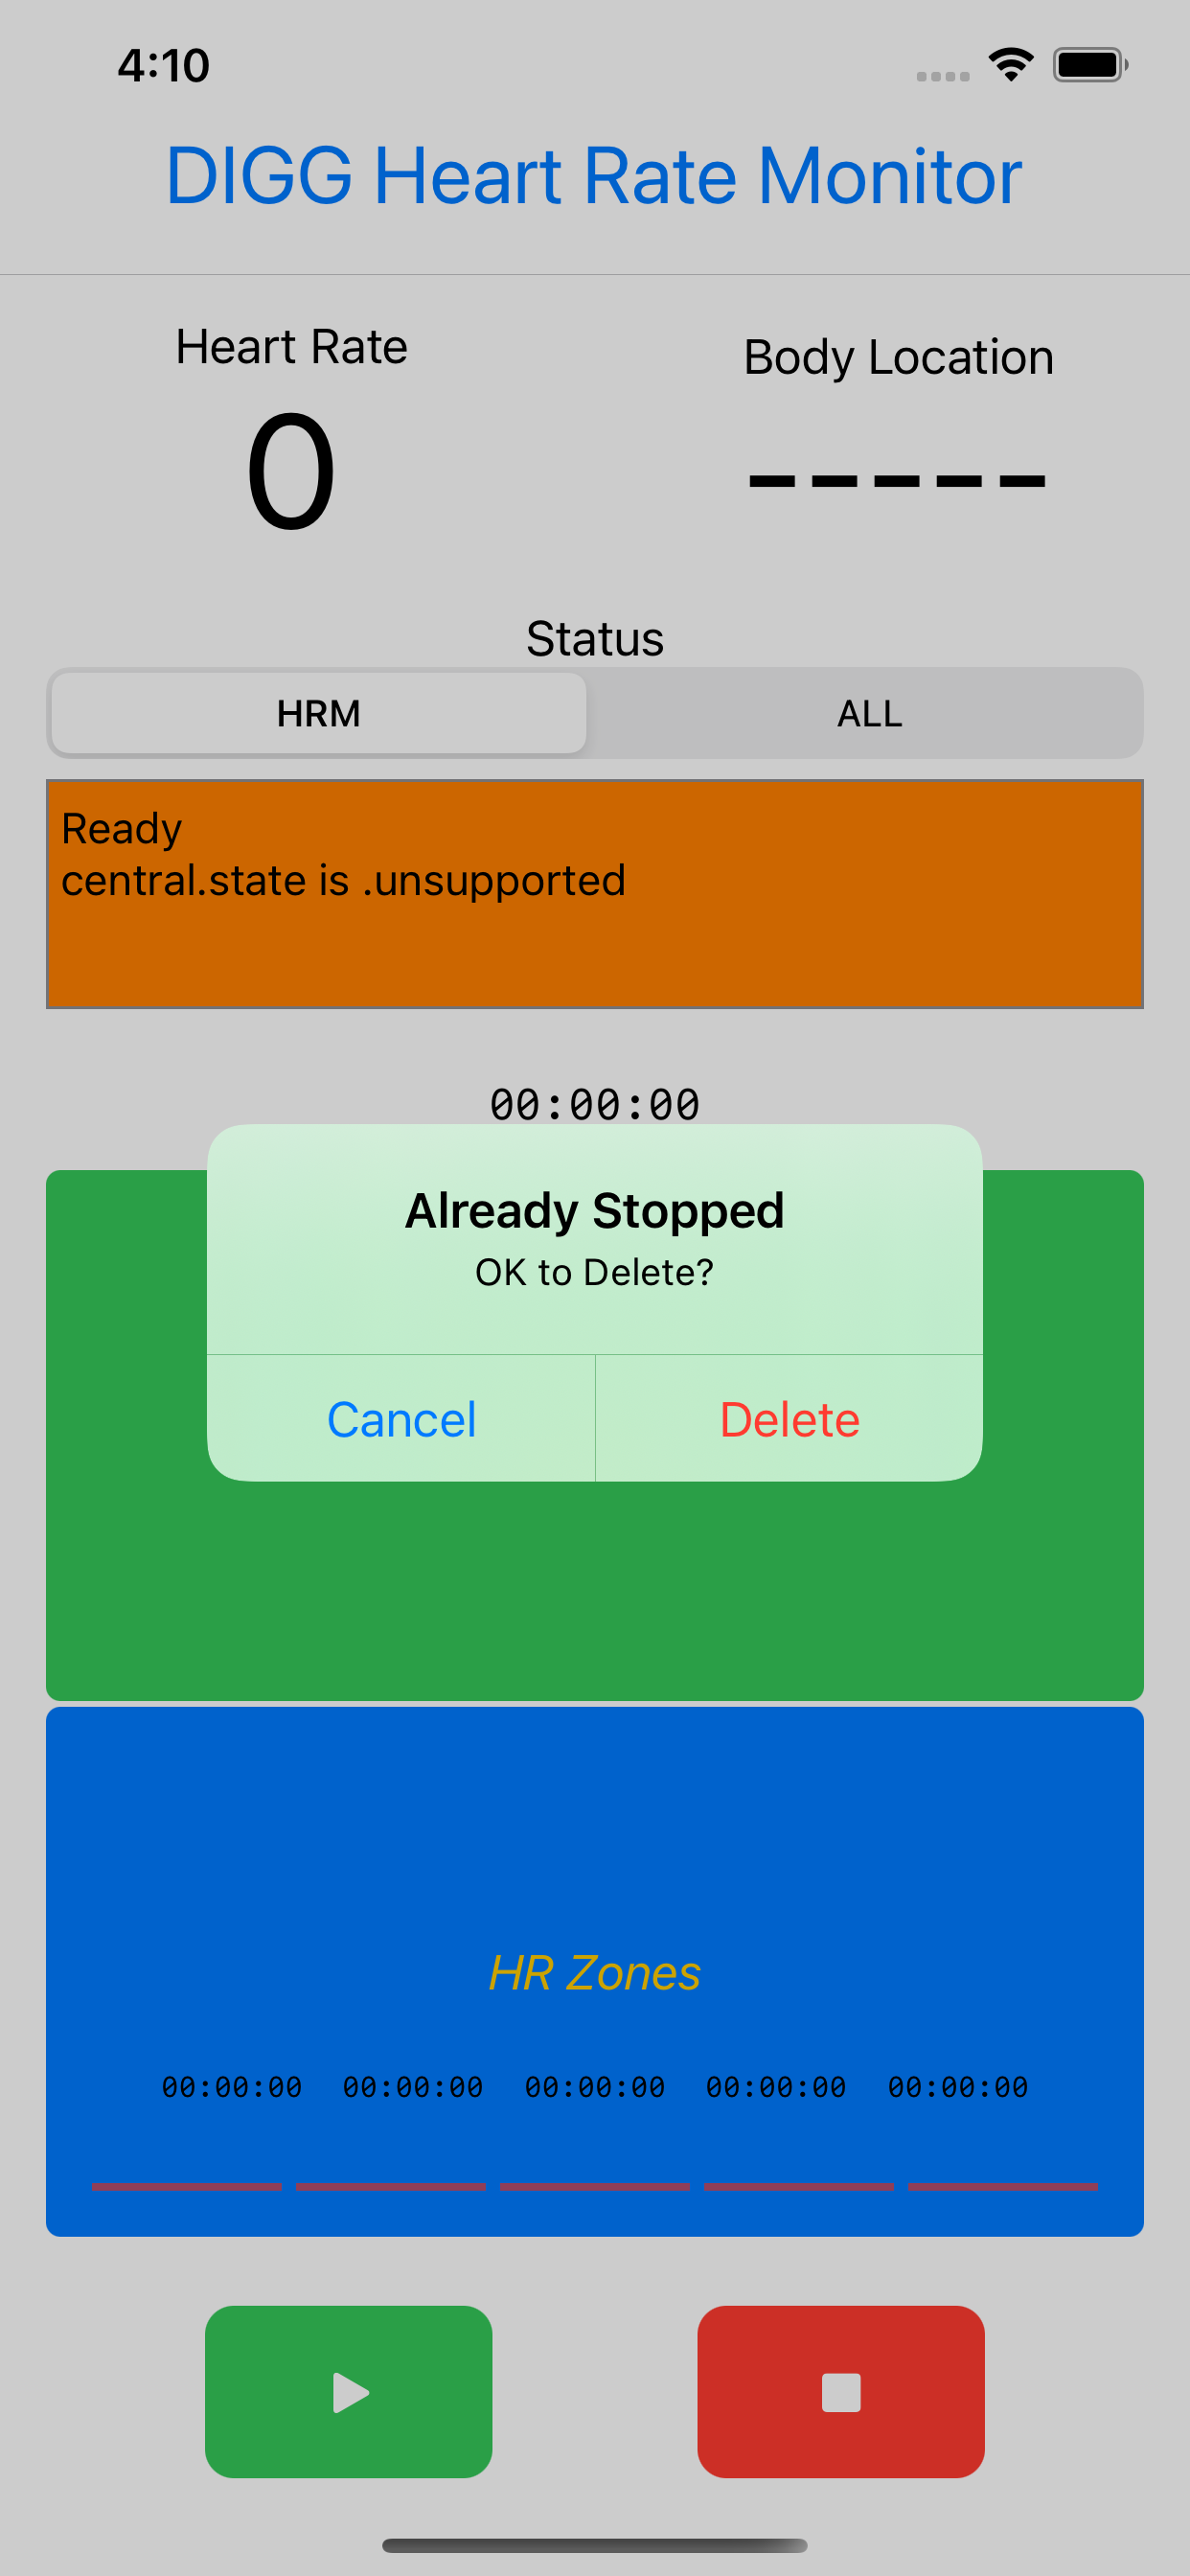 4:10
DIGG Heart Rate Monitor
Heart Rate
Body Location
0
-----
Status
HRM
ALL
Ready
central.state is .unsupported
00:00:00
Already Stopped
OK to Delete?
Cancel
Delete
HR Zones
00:00:00 00:00:00 00:00:00 00:00:00 00:00:00